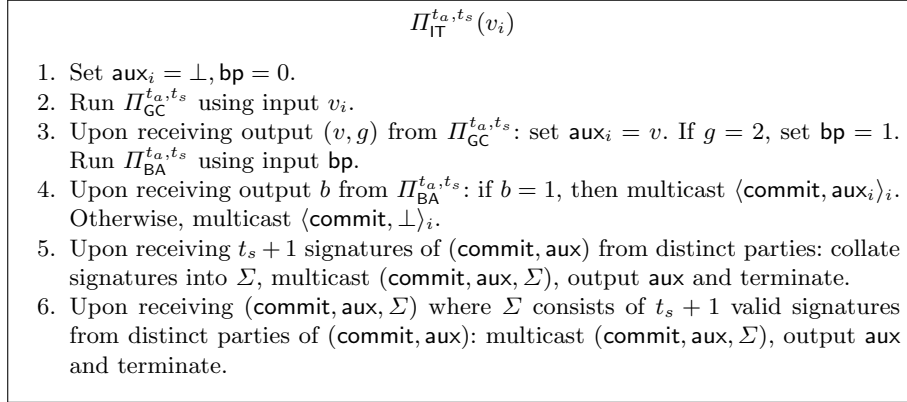 Π_IT^{t_a,t_s}(v_i)
1. Set aux_i = ⊥, bp = 0.
2. Run Π_GC^{t_a,t_s} using input v_i.
3. Upon receiving output (v, g) from Π_GC^{t_a,t_s}: set aux_i = v. If g = 2, set bp = 1.
Run Π_BA^{t_a,t_s} using input bp.
4. Upon receiving output b from Π_BA^{t_a,t_s}: if b = 1, then multicast ⟨commit, aux_i⟩_i.
Otherwise, multicast ⟨commit, ⊥⟩_i.
5. Upon receiving t_s + 1 signatures of (commit, aux) from distinct parties: collate
signatures into Σ, multicast (commit, aux, Σ), output aux and terminate.
6. Upon receiving (commit, aux, Σ) where Σ consists of t_s + 1 valid signatures
from distinct parties of (commit, aux): multicast (commit, aux, Σ), output aux
and terminate.